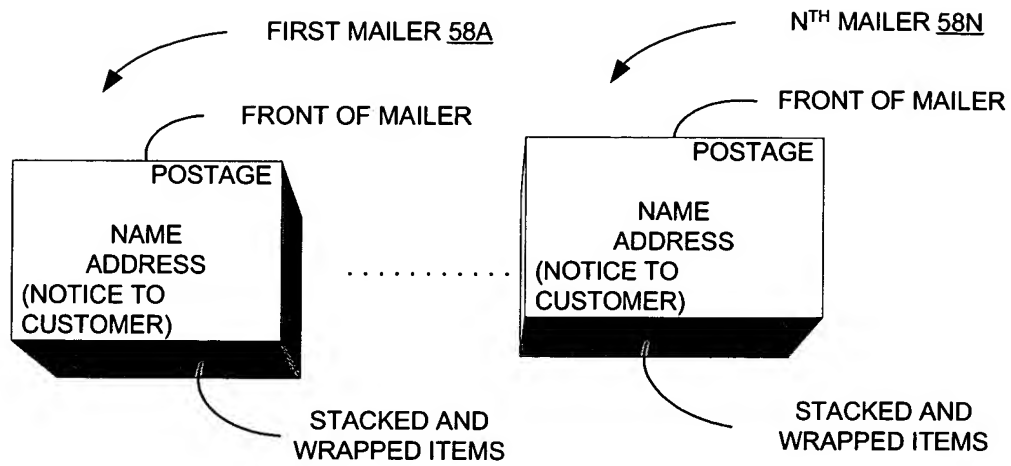 FIRST MAILER 58A
FRONT OF MAILER
POSTAGE
NAME
ADDRESS
(NOTICE TO
CUSTOMER)
STACKED AND
WRAPPED ITEMS
NTH MAILER 58N
FRONT OF MAILER
POSTAGE
NAME
ADDRESS
(NOTICE TO
CUSTOMER)
STACKED AND
WRAPPED ITEMS